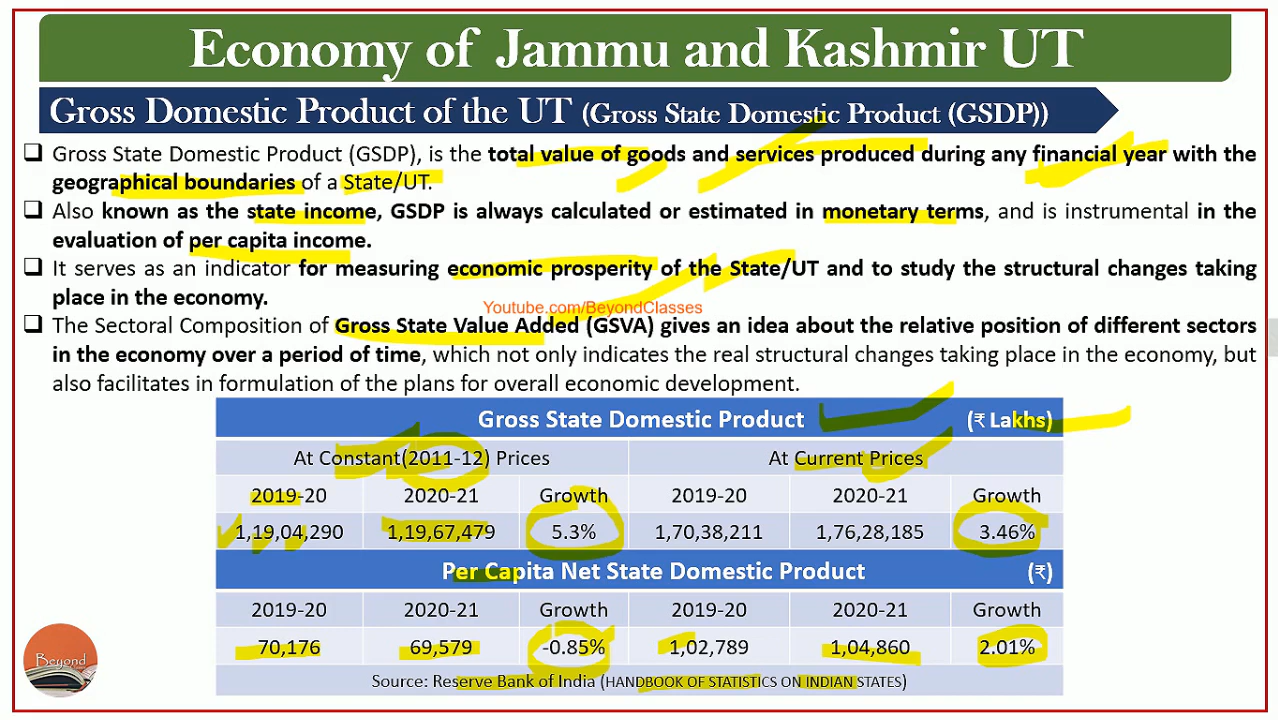 Economy of Jammu and Kashmir UT
Gross Domestic Product of the UT (Gross State Domestic Product (GSDP))
❑ Gross State Domestic Product (GSDP), is the total value of goods and services produced during any financial year with the
geographical boundaries of a State/UT.
❑ Also known as the state income, GSDP is always calculated or estimated in monetary terms, and is instrumental in the
evaluation of per capita income.
❑ It serves as an indicator for measuring economic prosperity of the State/UT and to study the structural changes taking
place in the economy.
Youtube.com/BeyondClasses
❑ The Sectoral Composition of Gross State Value Added (GSVA) gives an idea about the relative position of different sectors
in the economy over a period of time, which not only indicates the real structural changes taking place in the economy, but
also facilitates in formulation of the plans for overall economic development.
Gross State Domestic Product (₹ Lakhs)
At Constant(2011-12) Prices At Current Prices
2019-20 2020-21 Growth 2019-20 2020-21 Growth
1,19,04,290 1,19,67,479 5.3% 1,70,38,211 1,76,28,185 3.46%
Per Capita Net State Domestic Product (₹)
2019-20 2020-21 Growth 2019-20 2020-21 Growth
70,176 69,579 -0.85% 1,02,789 1,04,860 2.01%
Source: Reserve Bank of India (HANDBOOK OF STATISTICS ON INDIAN STATES)
Beyond